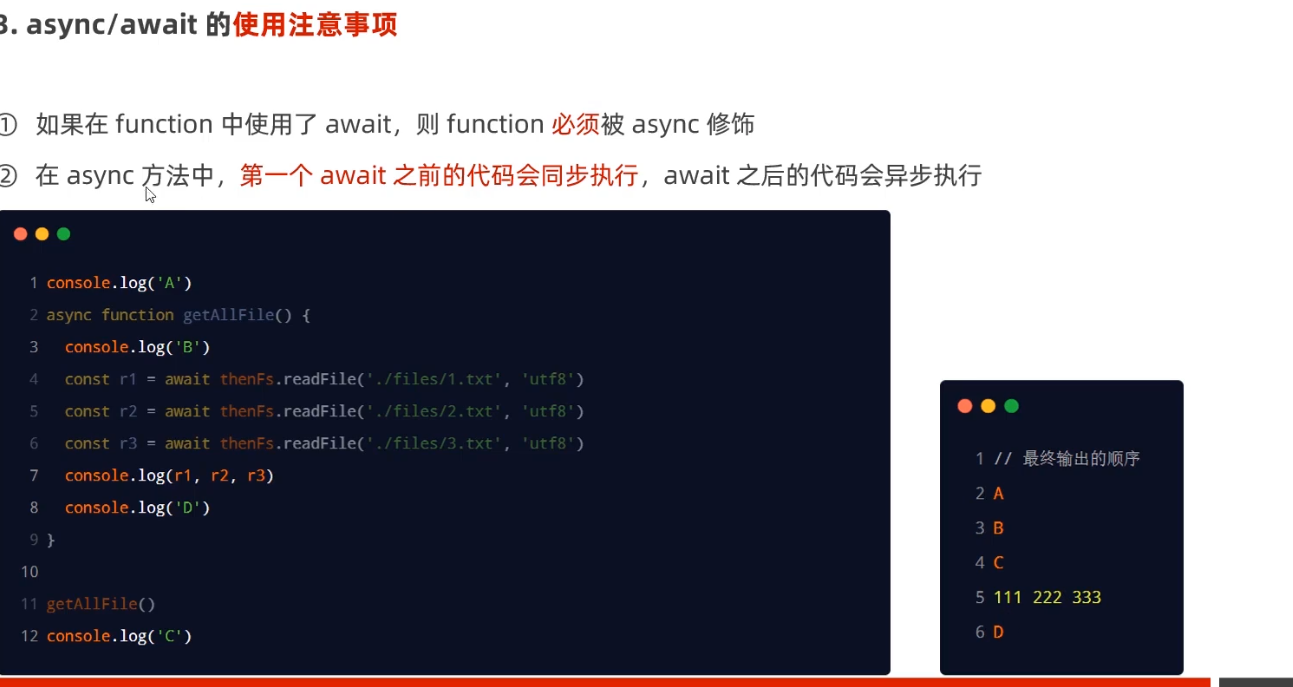 3. async/await 的使用注意事项
① 如果在 function 中使用了 await，则 function 必须被 async 修饰
② 在 async 方法中，第一个 await 之前的代码会同步执行，await 之后的代码会异步执行
1 console.log('A')
2 async function getAllFile() {
3 console.log('B')
4 const r1 = await thenFs.readFile('./files/1.txt', 'utf8')
5 const r2 = await thenFs.readFile('./files/2.txt', 'utf8')
6 const r3 = await thenFs.readFile('./files/3.txt', 'utf8')
7 console.log(r1, r2, r3)
8 console.log('D')
9 }
10
11 getAllFile()
12 console.log('C')
1 // 最终输出的顺序
2 A
3 B
4 C
5 111 222 333
6 D